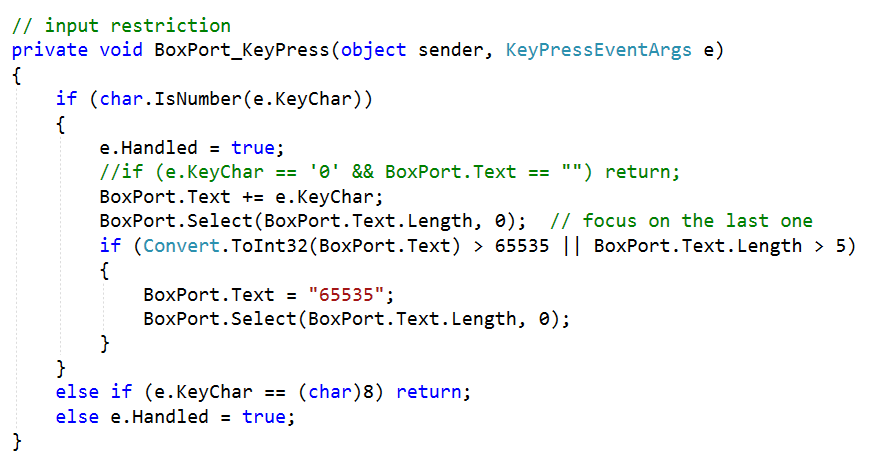 // input restriction
private void BoxPort_KeyPress(object sender, KeyPressEventArgs e)
{
    if (char.IsNumber(e.KeyChar))
    {
        e.Handled = true;
        //if (e.KeyChar == '0' && BoxPort.Text == "") return;
        BoxPort.Text += e.KeyChar;
        BoxPort.Select(BoxPort.Text.Length, 0);  // focus on the last one
        if (Convert.ToInt32(BoxPort.Text) > 65535 || BoxPort.Text.Length > 5)
        {
            BoxPort.Text = "65535";
            BoxPort.Select(BoxPort.Text.Length, 0);
        }
    }
    else if (e.KeyChar == (char)8) return;
    else e.Handled = true;
}